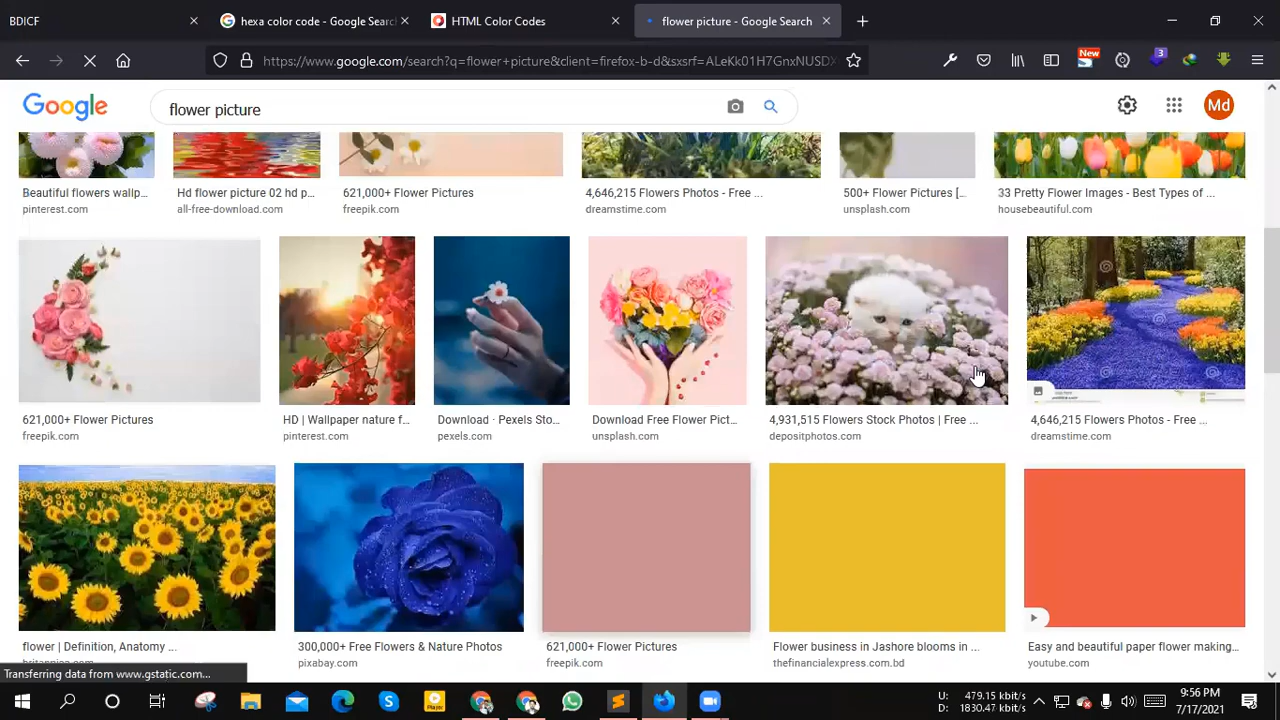 BDICF
hexa color code - Google Search
HTML Color Codes
flower picture - Google Search
https://www.google.com/search?q=flower+picture&client=firefox-b-d&sxsrf=ALeKk01H7GnxNUSDX
New
3
Google
flower picture
Md
Beautiful flowers wallp...
pinterest.com
Hd flower picture 02 hd p...
all-free-download.com
621,000+ Flower Pictures
freepik.com
4,646,215 Flowers Photos - Free ...
dreamstime.com
500+ Flower Pictures [...
unsplash.com
33 Pretty Flower Images - Best Types of ...
housebeautiful.com
621,000+ Flower Pictures
freepik.com
HD | Wallpaper nature f...
pinterest.com
Download · Pexels Sto...
pexels.com
Download Free Flower Pict...
unsplash.com
4,931,515 Flowers Stock Photos | Free ...
depositphotos.com
4,646,215 Flowers Photos - Free ...
dreamstime.com
flower | Definition, Anatomy ...
300,000+ Free Flowers & Nature Photos
pixabay.com
621,000+ Flower Pictures
freepik.com
Flower business in Jashore blooms in ...
thefinancialexpress.com.bd
Easy and beautiful paper flower making...
youtube.com
Transferring data from www.gstatic.com...
U: 479.15 kbit/s
D: 1830.47 kbit/s
9:56 PM
7/17/2021